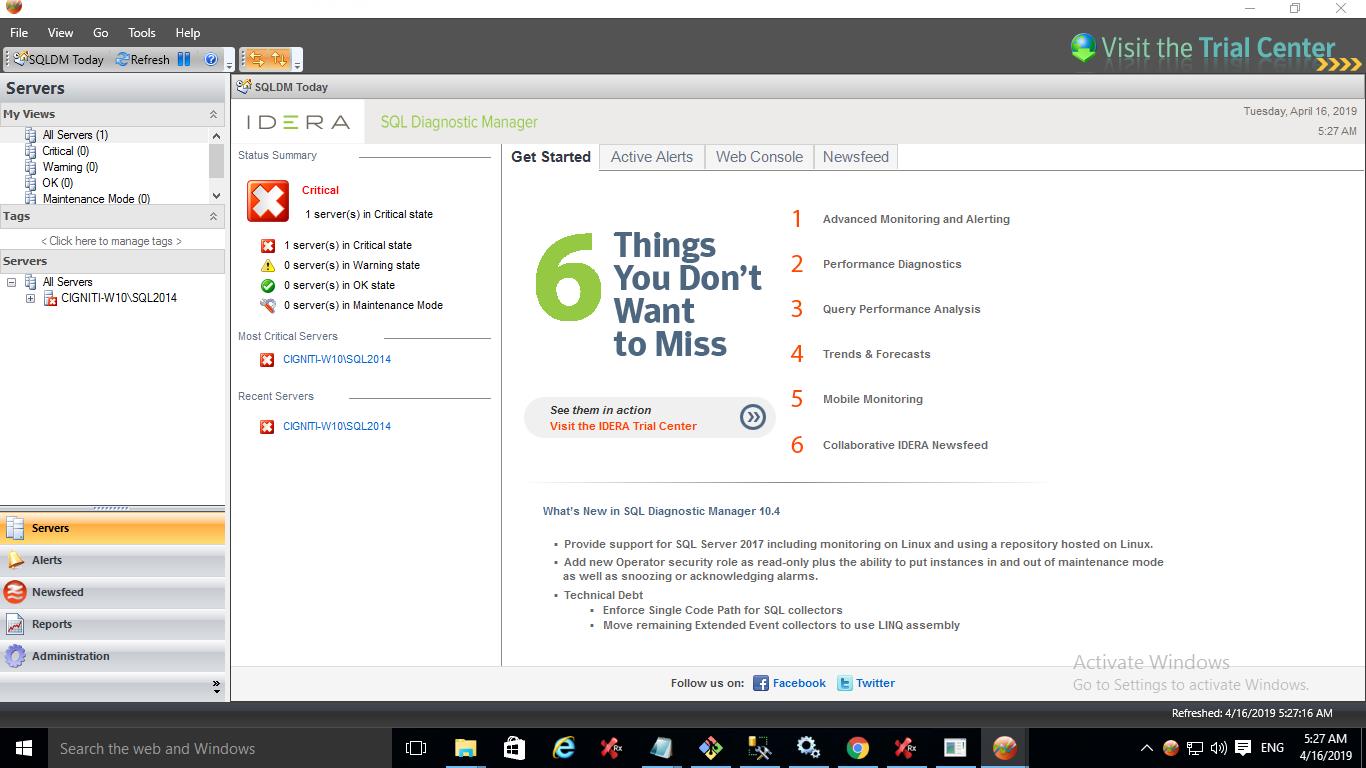 File View Go Tools Help
SQLDM Today Refresh
Visit the Trial Center
Servers
My Views
All Servers (1)
Critical (0)
Warning (0)
OK (0)
Maintenance Mode (0)
Tags
< Click here to manage tags >
Servers
All Servers
CIGNITI-W10\SQL2014
Servers
Alerts
Newsfeed
Reports
Administration
SQLDM Today
IDERA SQL Diagnostic Manager
Tuesday, April 16, 2019
5:27 AM
Status Summary
Critical
1 server(s) in Critical state
1 server(s) in Critical state
0 server(s) in Warning state
0 server(s) in OK state
0 server(s) in Maintenance Mode
Most Critical Servers
CIGNITI-W10\SQL2014
Recent Servers
CIGNITI-W10\SQL2014
Get Started Active Alerts Web Console Newsfeed
6 Things
You Don't
Want
to Miss
See them in action
Visit the IDERA Trial Center
1 Advanced Monitoring and Alerting
2 Performance Diagnostics
3 Query Performance Analysis
4 Trends & Forecasts
5 Mobile Monitoring
6 Collaborative IDERA Newsfeed
What's New in SQL Diagnostic Manager 10.4
▪ Provide support for SQL Server 2017 including monitoring on Linux and using a repository hosted on Linux.
▪ Add new Operator security role as read-only plus the ability to put instances in and out of maintenance mode
as well as snoozing or acknowledging alarms.
▪ Technical Debt
▪ Enforce Single Code Path for SQL collectors
▪ Move remaining Extended Event collectors to use LINQ assembly
Activate Windows
Go to Settings to activate Windows.
Follow us on: Facebook Twitter
Refreshed: 4/16/2019 5:27:16 AM
Search the web and Windows
Rx
Rx
ENG
5:27 AM
4/16/2019